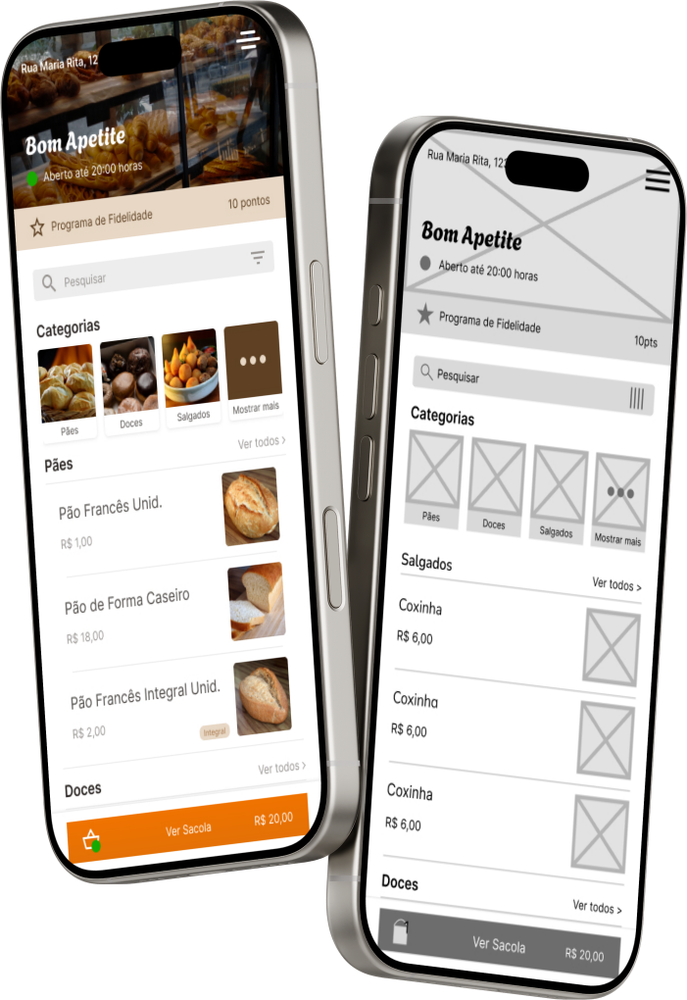 Rua Maria Rita, 12
Bom Apetite
Aberto até 20:00 horas
Programa de Fidelidade
10 pontos
Pesquisar
Categorias
Pães
Doces
Salgados
Mostrar mais
Pães
Ver todos >
Pão Francês Unid.
R$ 1,00
Pão de Forma Caseiro
R$ 18,00
Pão Francês Integral Unid.
R$ 2,00
Integral
Doces
Ver todos >
Ver Sacola
R$ 20,00
Rua Maria Rita, 123
Bom Apetite
Aberto até 20:00 horas
Programa de Fidelidade
10pts
Pesquisar
Categorias
Pães
Doces
Salgados
Mostrar mais
Salgados
Ver todos >
Coxinha
R$ 6,00
Coxinha
R$ 6,00
Coxinha
R$ 6,00
Doces
Ver todos >
1
Ver Sacola
R$ 20,00